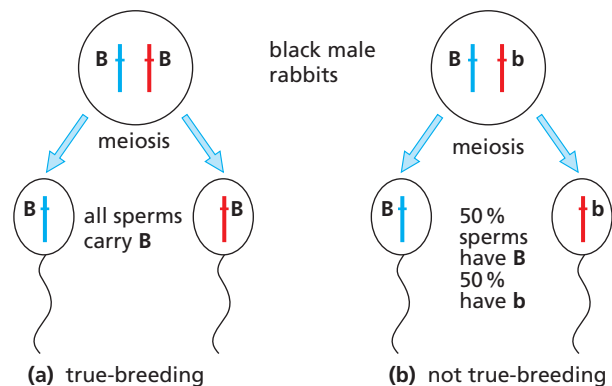 B B
black male
rabbits
B b
meiosis
meiosis
B
all sperms
carry B
B
B
50 %
sperms
have B
50 %
have b
b
(a) true-breeding
(b) not true-breeding